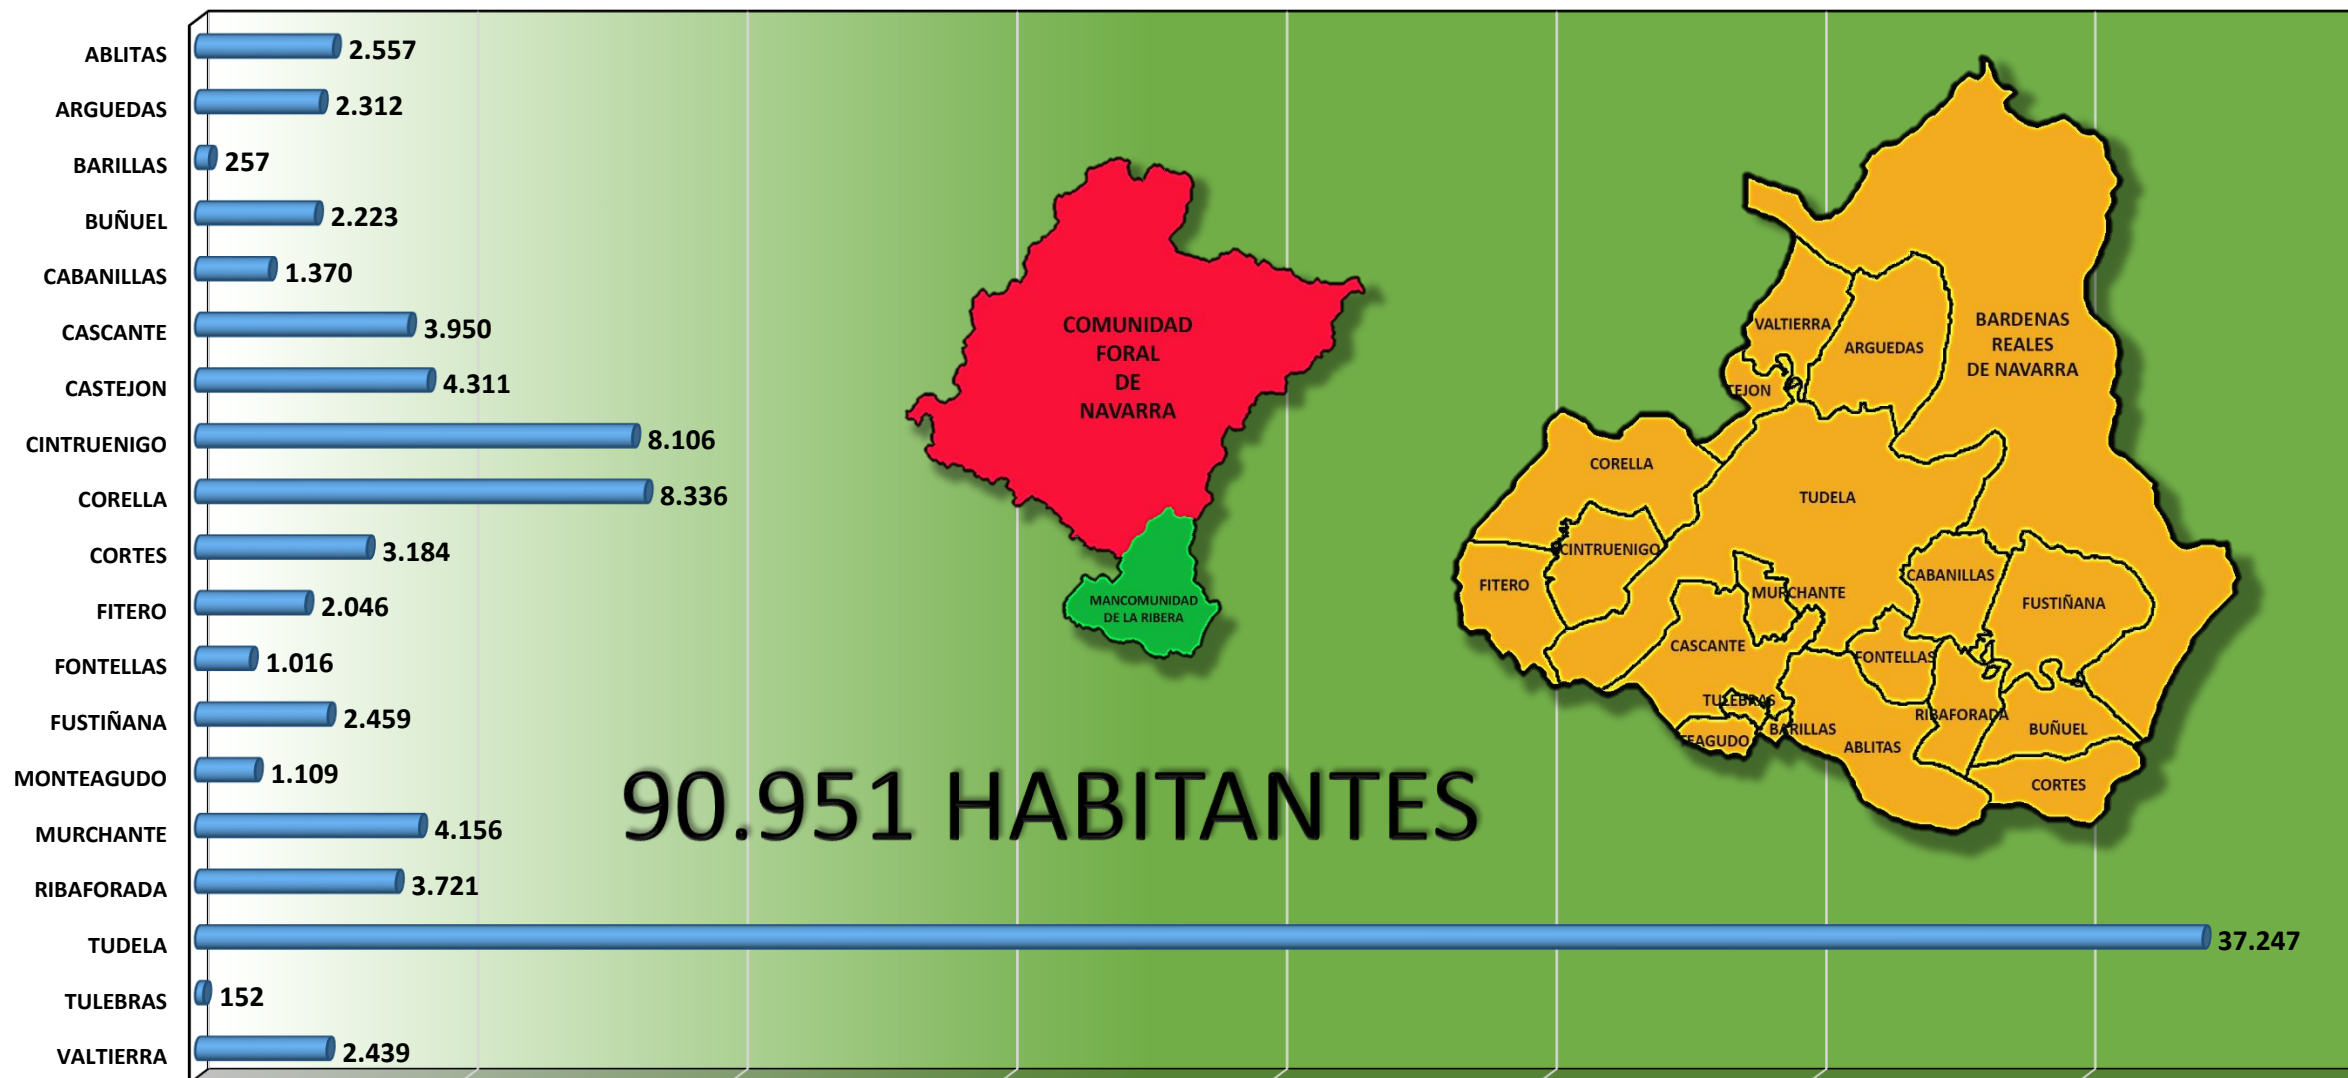 ABLITAS 2.557
ARGUEDAS 2.312
BARILLAS 257
BUÑUEL 2.223
CABANILLAS 1.370
CASCANTE 3.950
CASTEJON 4.311
CINTRUENIGO 8.106
CORELLA 8.336
CORTES 3.184
FITERO 2.046
FONTELLAS 1.016
FUSTIÑANA 2.459
MONTEAGUDO 1.109
MURCHANTE 4.156
RIBAFORADA 3.721
TUDELA 37.247
TULEBRAS 152
VALTIERRA 2.439
COMUNIDAD
FORAL
DE
NAVARRA
MANCOMUNIDAD
DE LA RIBERA
90.951 HABITANTES
VALTIERRA
ARGUEDAS
BARDENAS
REALES
DE NAVARRA
TEJON
CORELLA
TUDELA
CINTRUENIGO
FITERO
CABANILLAS
MURCHANTE
FUSTIÑANA
CASCANTE
FONTELLAS
TULEBRAS
RIBAFORADA
BARILLAS
BUÑUEL
TEAGUDO
ABLITAS
CORTES